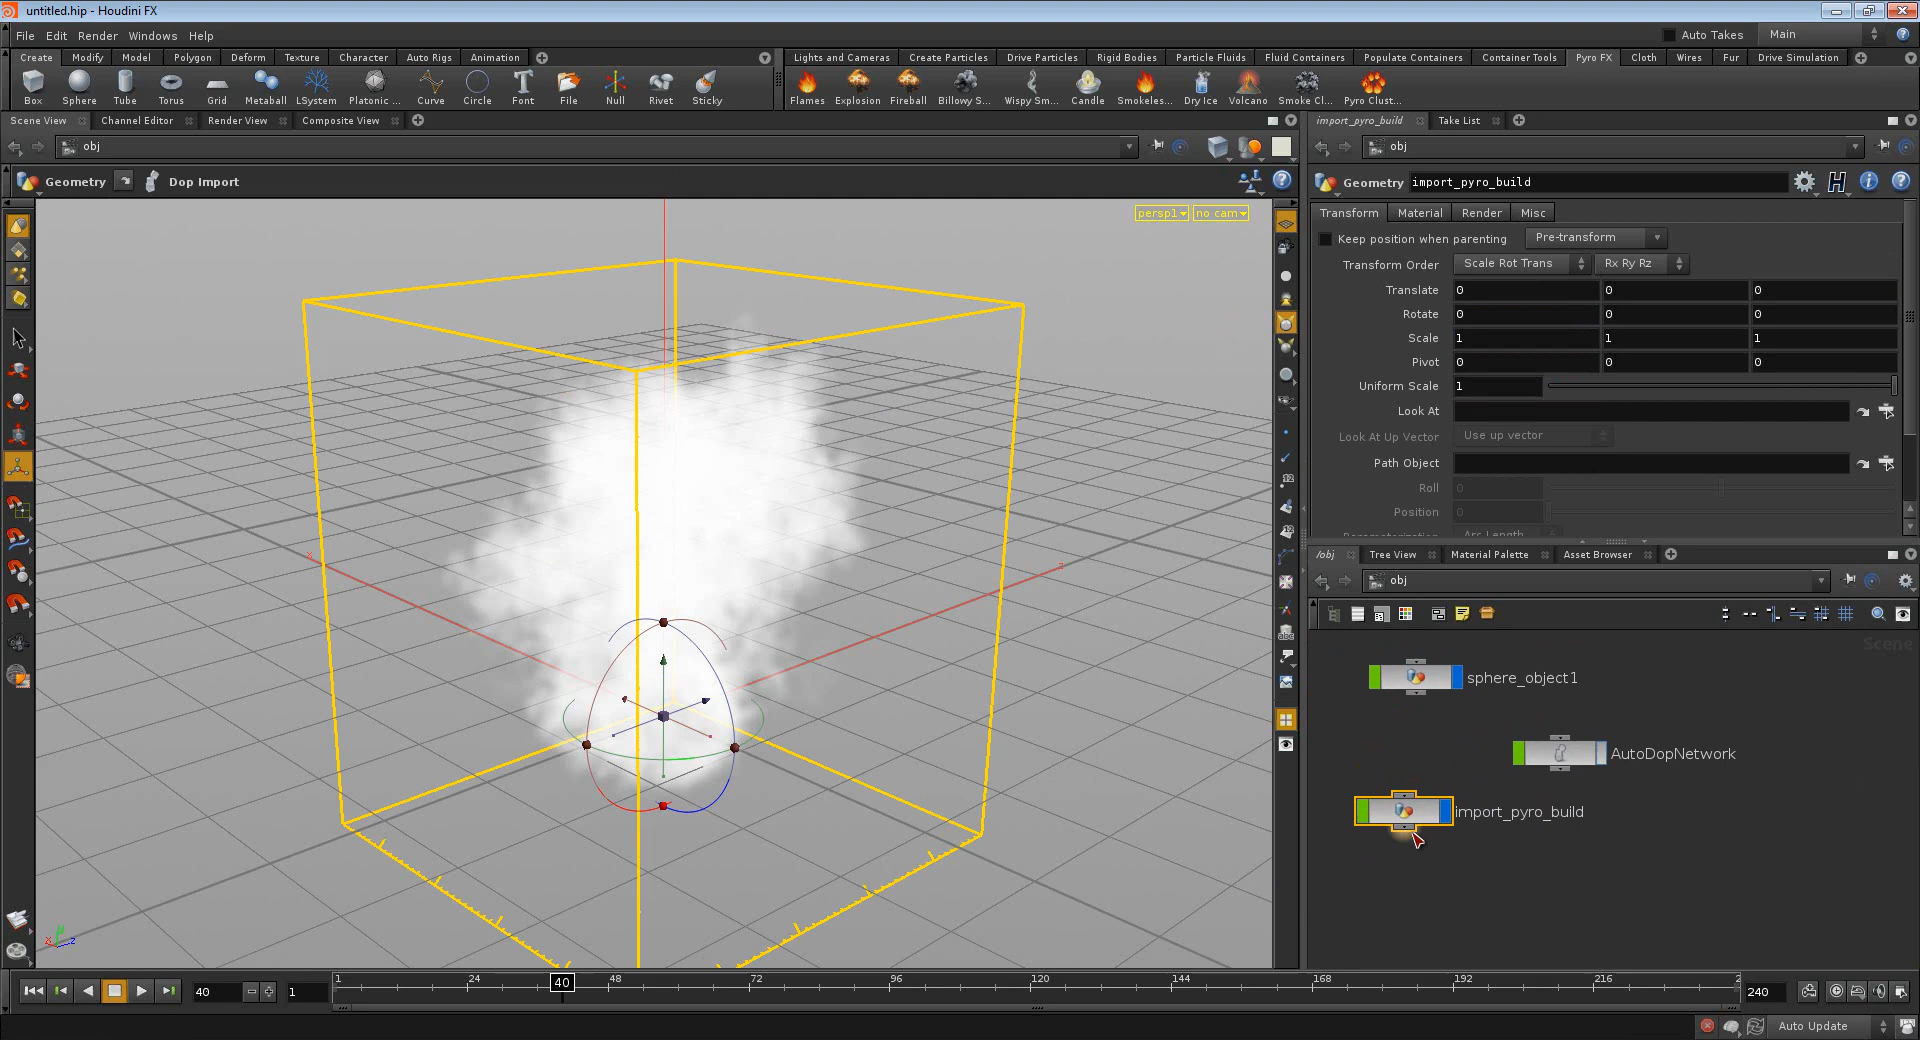 untitled.hip - Houdini FX
File Edit Render Windows Help
Auto Takes Main
Create Modify Model Polygon Deform Texture Character Auto Rigs Animation
Lights and Cameras Create Particles Drive Particles Rigid Bodies Particle Fluids Fluid Containers Populate Containers Container Tools Pyro FX Cloth Wires Fur Drive Simulation
Box Sphere Tube Torus Grid Metaball LSystem Platonic ... Curve Circle Font File Null Rivet Sticky
Flames Explosion Fireball Billowy S... Wispy Sm... Candle Smokeles... Dry Ice Volcano Smoke Cl... Pyro Clust...
Scene View Channel Editor Render View Composite View
import_pyro_build Take List
obj
obj
Geometry Dop Import
Geometry import_pyro_build
persp1 no cam
Transform Material Render Misc
Keep position when parenting Pre-transform
Transform Order Scale Rot Trans Rx Ry Rz
Translate 0 0 0
Rotate 0 0 0
Scale 1 1 1
Pivot 0 0 0
Uniform Scale 1
Look At
Look At Up Vector Use up vector
Path Object
Roll 0
Position 0
/obj Tree View Material Palette Asset Browser
obj
Scene
sphere_object1
AutoDopNetwork
import_pyro_build
x
z
x y z
40 1
1 24 40 48 72 96 120 144 168 192 216 2
240
Auto Update